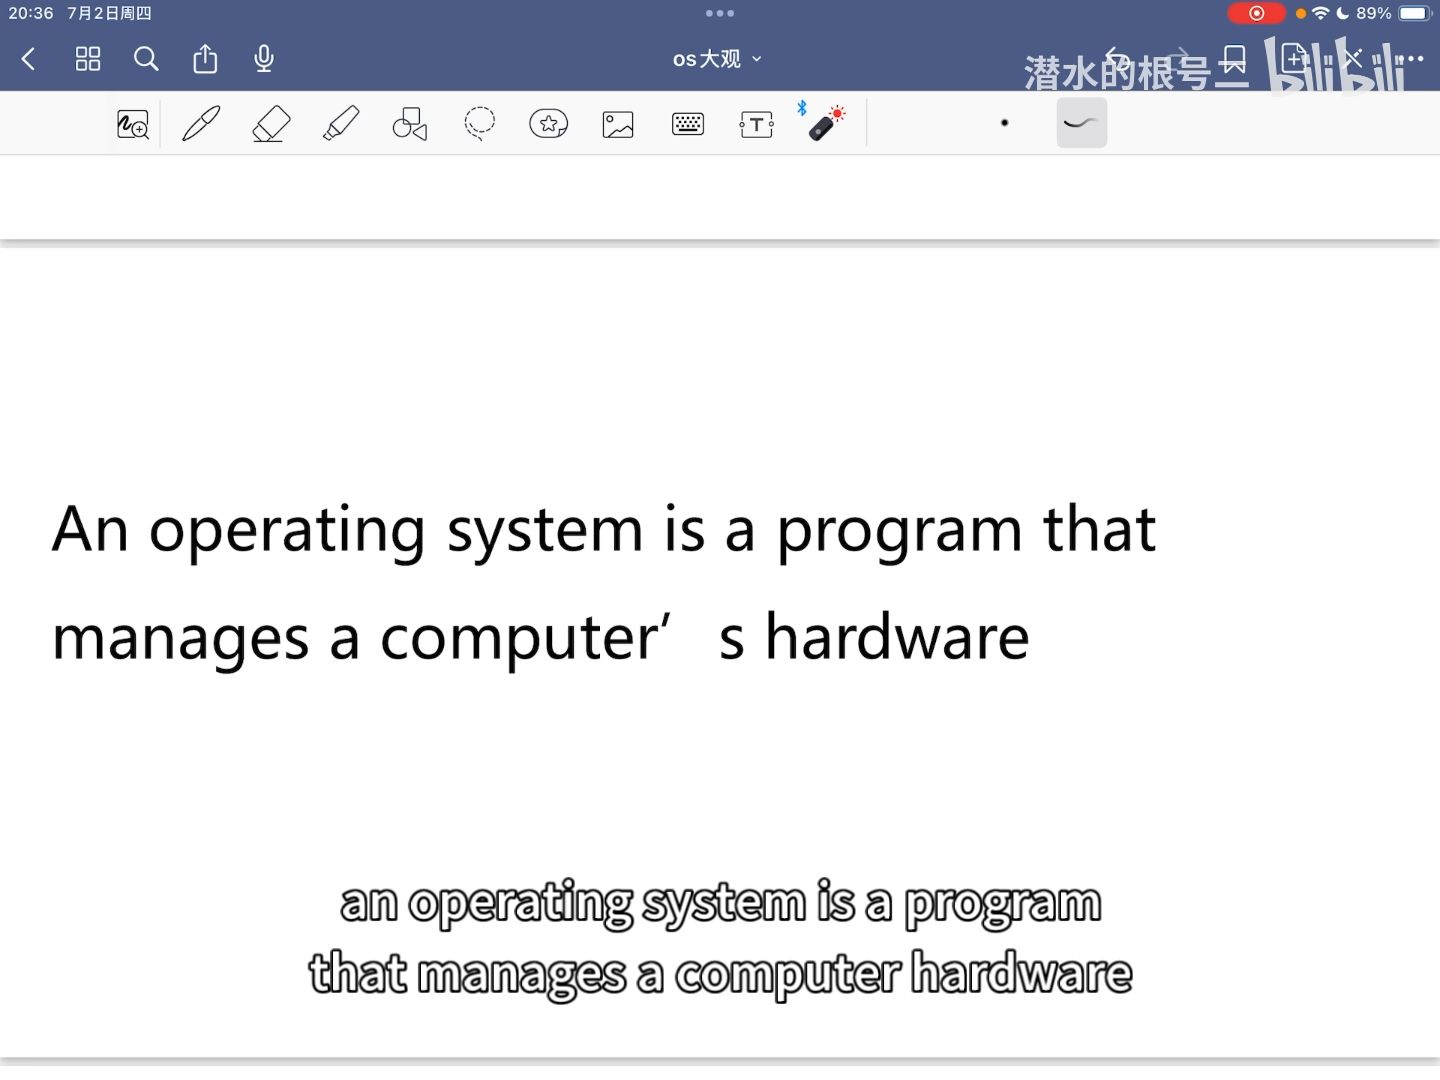 20:36 7月2日周四
89%
os大观
潜水的根号二
bilibili
T
An operating system is a program that
manages a computer’s hardware
an operating system is a program
that manages a computer hardware